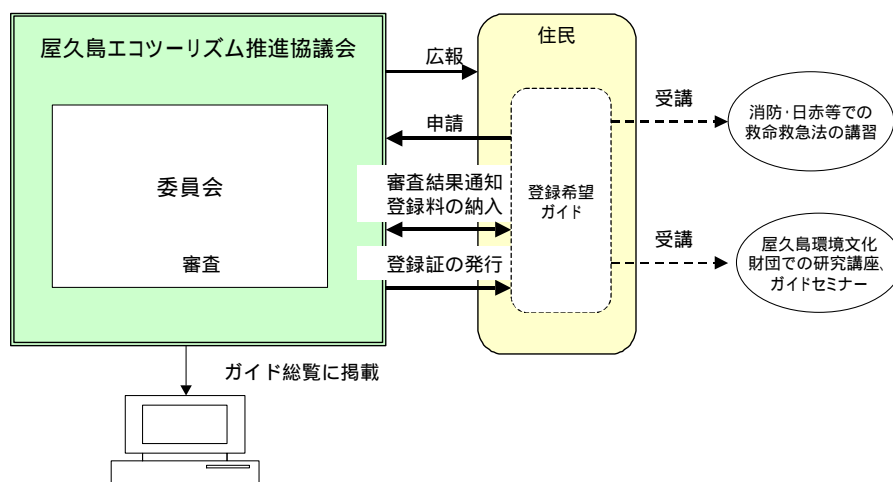 屋久島エコツーリズム推進協議会
委員会
審査
広報
申請
審査結果通知
登録料の納入
登録証の発行
住民
登録希望
ガイド
受講
消防・日赤等での
救命救急法の講習
受講
屋久島環境文化
財団での研究講座、
ガイドセミナー
ガイド総覧に掲載